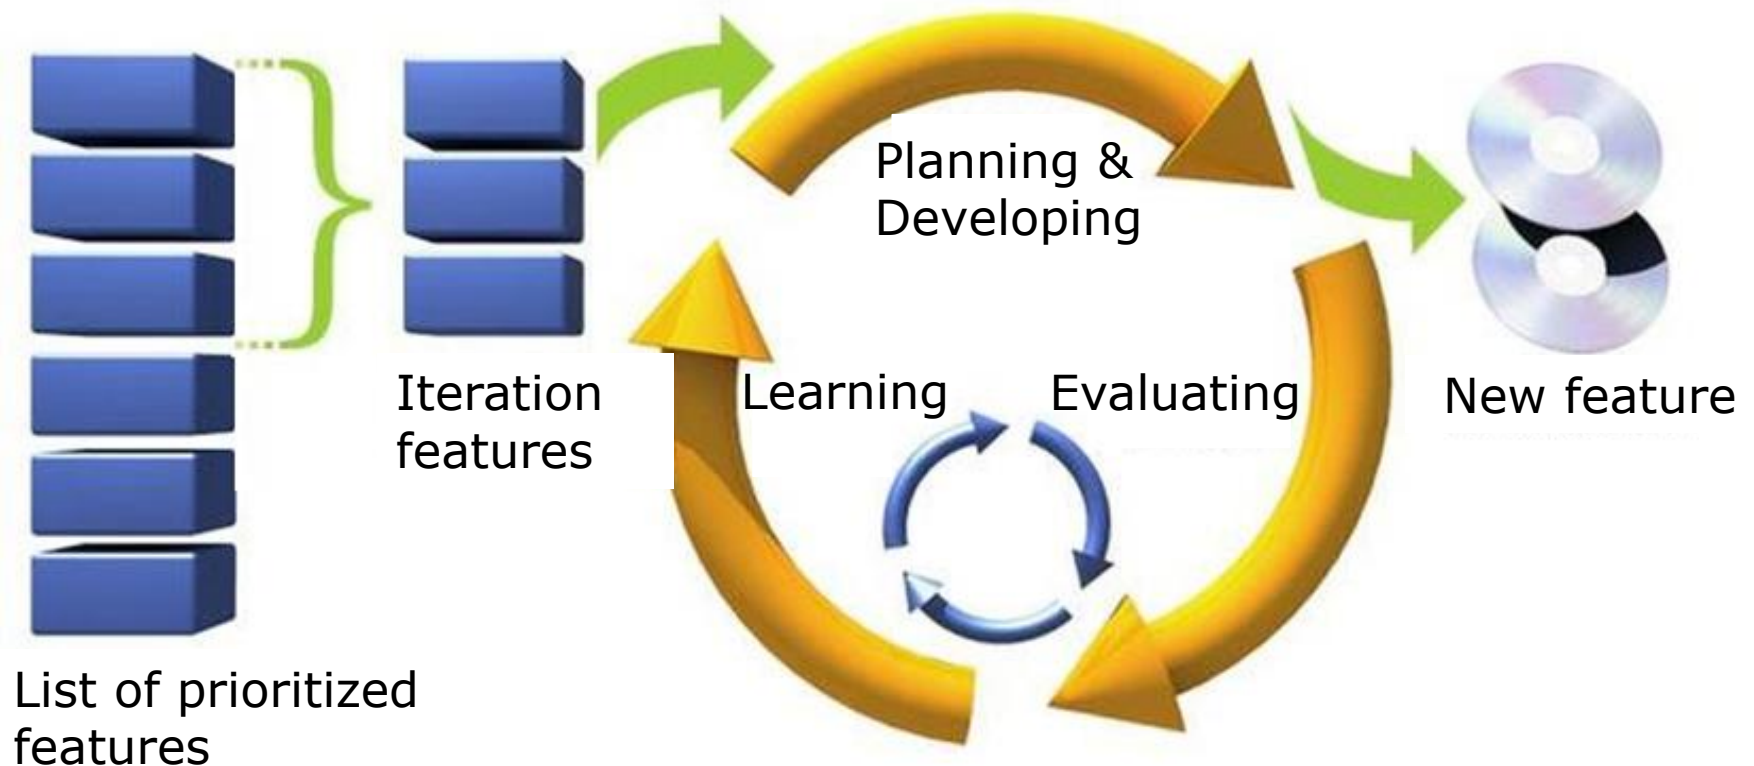 Planning &
Developing
Learning
Evaluating
Iteration
features
New feature
List of prioritized
features